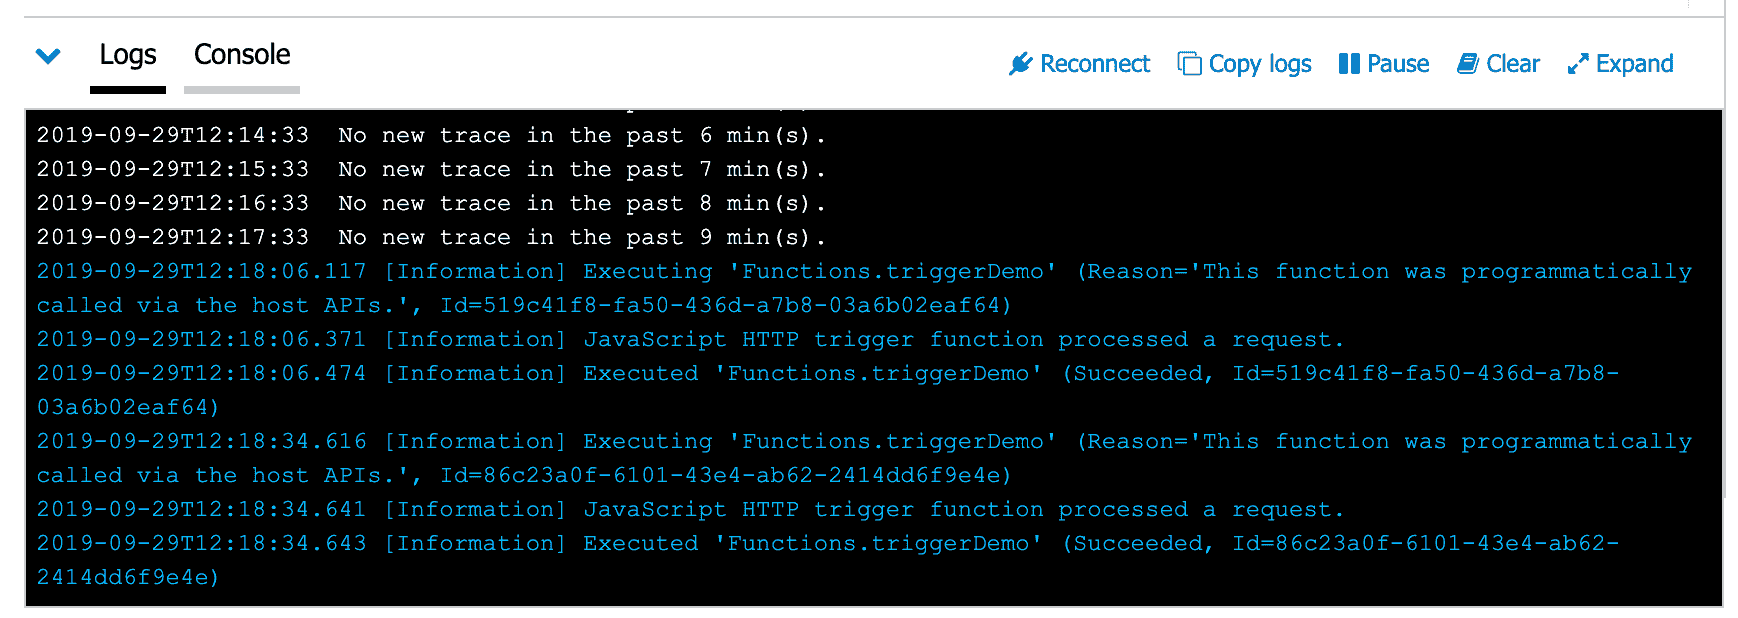 Logs Console Reconnect Copy logs Pause Clear Expand
2019-09-29T12:14:33  No new trace in the past 6 min(s).
2019-09-29T12:15:33  No new trace in the past 7 min(s).
2019-09-29T12:16:33  No new trace in the past 8 min(s).
2019-09-29T12:17:33  No new trace in the past 9 min(s).
2019-09-29T12:18:06.117 [Information] Executing 'Functions.triggerDemo' (Reason='This function was programmatically
called via the host APIs.', Id=519c41f8-fa50-436d-a7b8-03a6b02eaf64)
2019-09-29T12:18:06.371 [Information] JavaScript HTTP trigger function processed a request.
2019-09-29T12:18:06.474 [Information] Executed 'Functions.triggerDemo' (Succeeded, Id=519c41f8-fa50-436d-a7b8-
03a6b02eaf64)
2019-09-29T12:18:34.616 [Information] Executing 'Functions.triggerDemo' (Reason='This function was programmatically
called via the host APIs.', Id=86c23a0f-6101-43e4-ab62-2414dd6f9e4e)
2019-09-29T12:18:34.641 [Information] JavaScript HTTP trigger function processed a request.
2019-09-29T12:18:34.643 [Information] Executed 'Functions.triggerDemo' (Succeeded, Id=86c23a0f-6101-43e4-ab62-
2414dd6f9e4e)